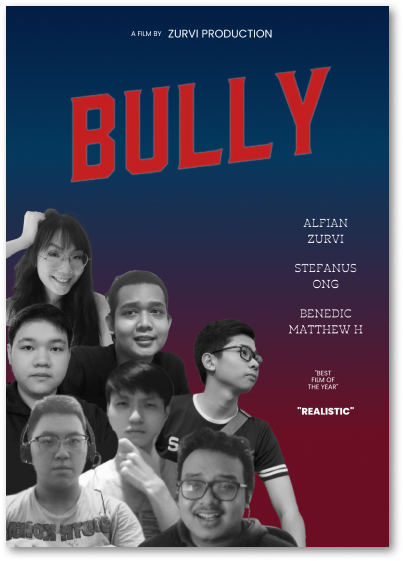 A FILM BY ZURVI PRODUCTION
BULLY
ALFIAN
ZURVI
STEFANUS
ONG
BENEDIC
MATTHEW H
"BEST
FILM OF
THE YEAR"
"REALISTIC"